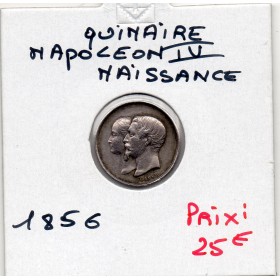 QUINAIRE
NAPOLEON IV
NAISSANCE
1856
PRIX:
25€